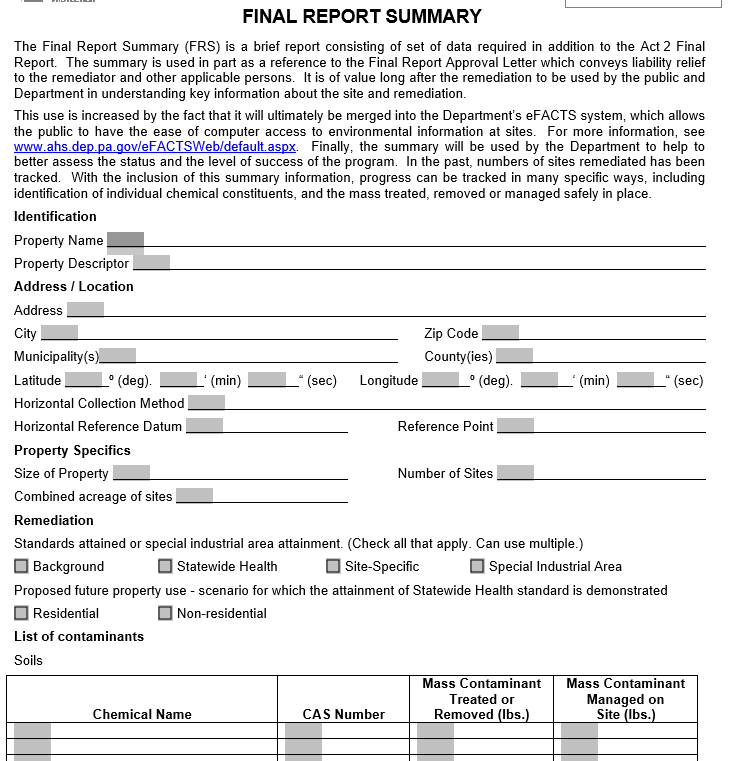 FINAL REPORT SUMMARY
The Final Report Summary (FRS) is a brief report consisting of set of data required in addition to the Act 2 Final
Report. The summary is used in part as a reference to the Final Report Approval Letter which conveys liability relief
to the remediator and other applicable persons. It is of value long after the remediation to be used by the public and
Department in understanding key information about the site and remediation.
This use is increased by the fact that it will ultimately be merged into the Department's eFACTS system, which allows
the public to have the ease of computer access to environmental information at sites. For more information, see
www.ahs.dep.pa.gov/eFACTSWeb/default.aspx. Finally, the summary will be used by the Department to help to
better assess the status and the level of success of the program. In the past, numbers of sites remediated has been
tracked. With the inclusion of this summary information, progress can be tracked in many specific ways, including
identification of individual chemical constituents, and the mass treated, removed or managed safely in place.
Identification
Property Name
Property Descriptor
Address / Location
Address
City Zip Code
Municipality(s) County(ies)
Latitude º (deg). ‘ (min) “ (sec) Longitude º (deg). ‘ (min) “ (sec)
Horizontal Collection Method
Horizontal Reference Datum Reference Point
Property Specifics
Size of Property Number of Sites
Combined acreage of sites
Remediation
Standards attained or special industrial area attainment. (Check all that apply. Can use multiple.)
Background Statewide Health Site-Specific Special Industrial Area
Proposed future property use - scenario for which the attainment of Statewide Health standard is demonstrated
Residential Non-residential
List of contaminants
Soils
Mass Contaminant Mass Contaminant
Treated or Managed on
Chemical Name CAS Number Removed (lbs.) Site (lbs.)